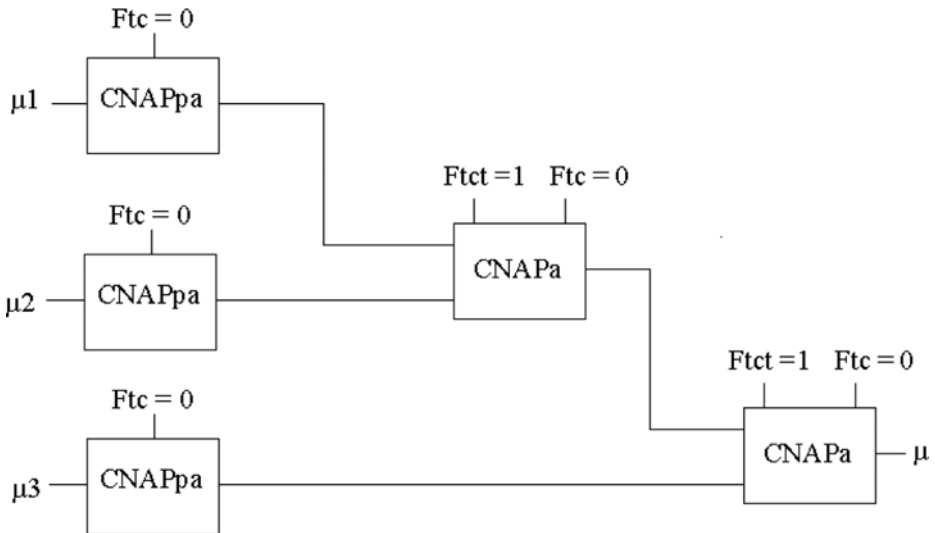 Ftc = 0
CNAPpa
μ1
Ftct =1 Ftc = 0
Ftc = 0
CNAPa
CNAPpa
μ2
Ftct =1 Ftc = 0
Ftc = 0
CNAPa
μ
CNAPpa
μ3